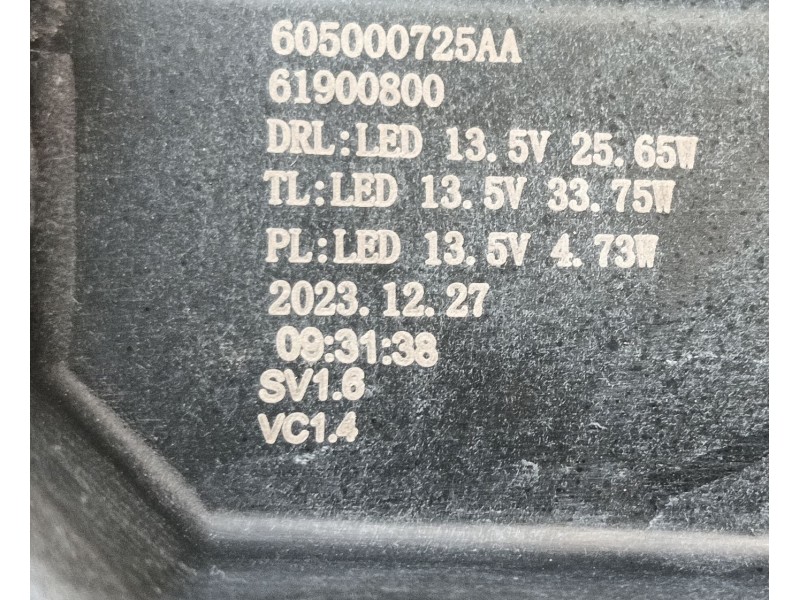 605000725AA
61900800
DRL:LED 13.5V 25.65W
TL:LED 13.5V 33.75W
PL:LED 13.5V 4.73W
2023.12.27
09:31:38
SV1.6
VC1.4